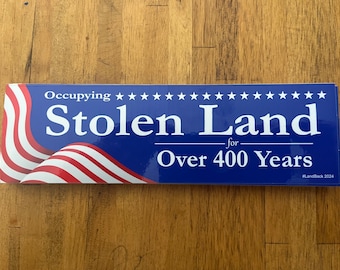 Occupying
Stolen Land
for
Over 400 Years
#LandBack 2024